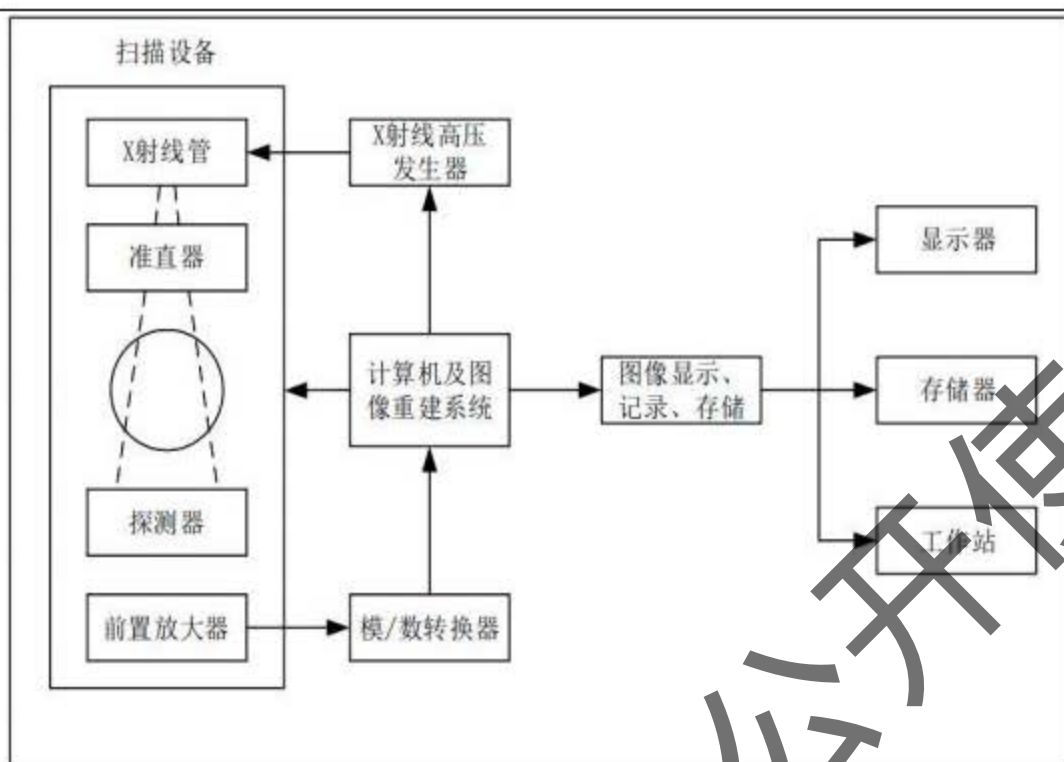 扫描设备
X射线管
X射线高压
发生器
准直器
显示器
计算机及图
像重建系统
图像显示、
记录、存储
存储器
探测器
工作站
前置放大器
模/数转换器
公开使